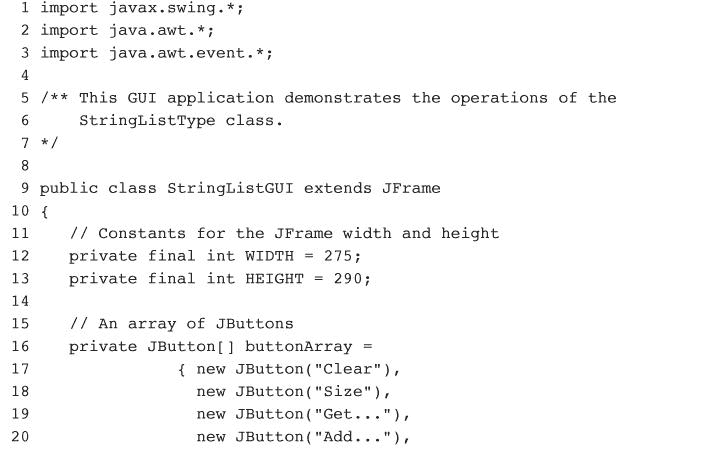 1 import javax.swing.*;
2 import java.awt.*;
3 import java.awt.event.*;
4
5 /** This GUI application demonstrates the operations of the
6     StringListType class.
7 */
8
9 public class StringListGUI extends JFrame
10 {
11    // Constants for the JFrame width and height
12    private final int WIDTH = 275;
13    private final int HEIGHT = 290;
14
15    // An array of JButtons
16    private JButton[] buttonArray =
17               { new JButton("Clear"),
18                 new JButton("Size"),
19                 new JButton("Get..."),
20                 new JButton("Add..."),